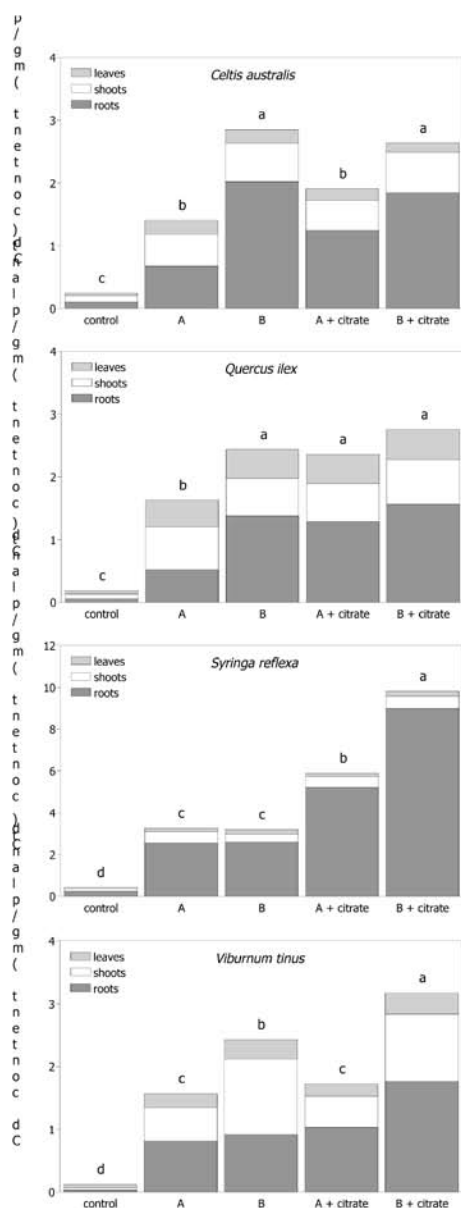 Cd content (mg/p
4
leaves
Celtis australis
shoots
roots
a
a
3
b
b
2
1
c
0
control A B A + citrate B + citrate
Cd content (mg/plant)
4
leaves
Quercus ilex
shoots
roots
a
3
a
a
b
2
1
c
0
control A B A + citrate B + citrate
Cd content (mg/plant)
12
leaves
Syringa reflexa
shoots
a
roots
10
8
b
6
c
c
4
2
d
0
control A B A + citrate B + citrate
Cd content (mg/plant)
4
leaves
Viburnum tinus
shoots
roots
a
3
b
c
c
2
1
d
0
control A B A + citrate B + citrate